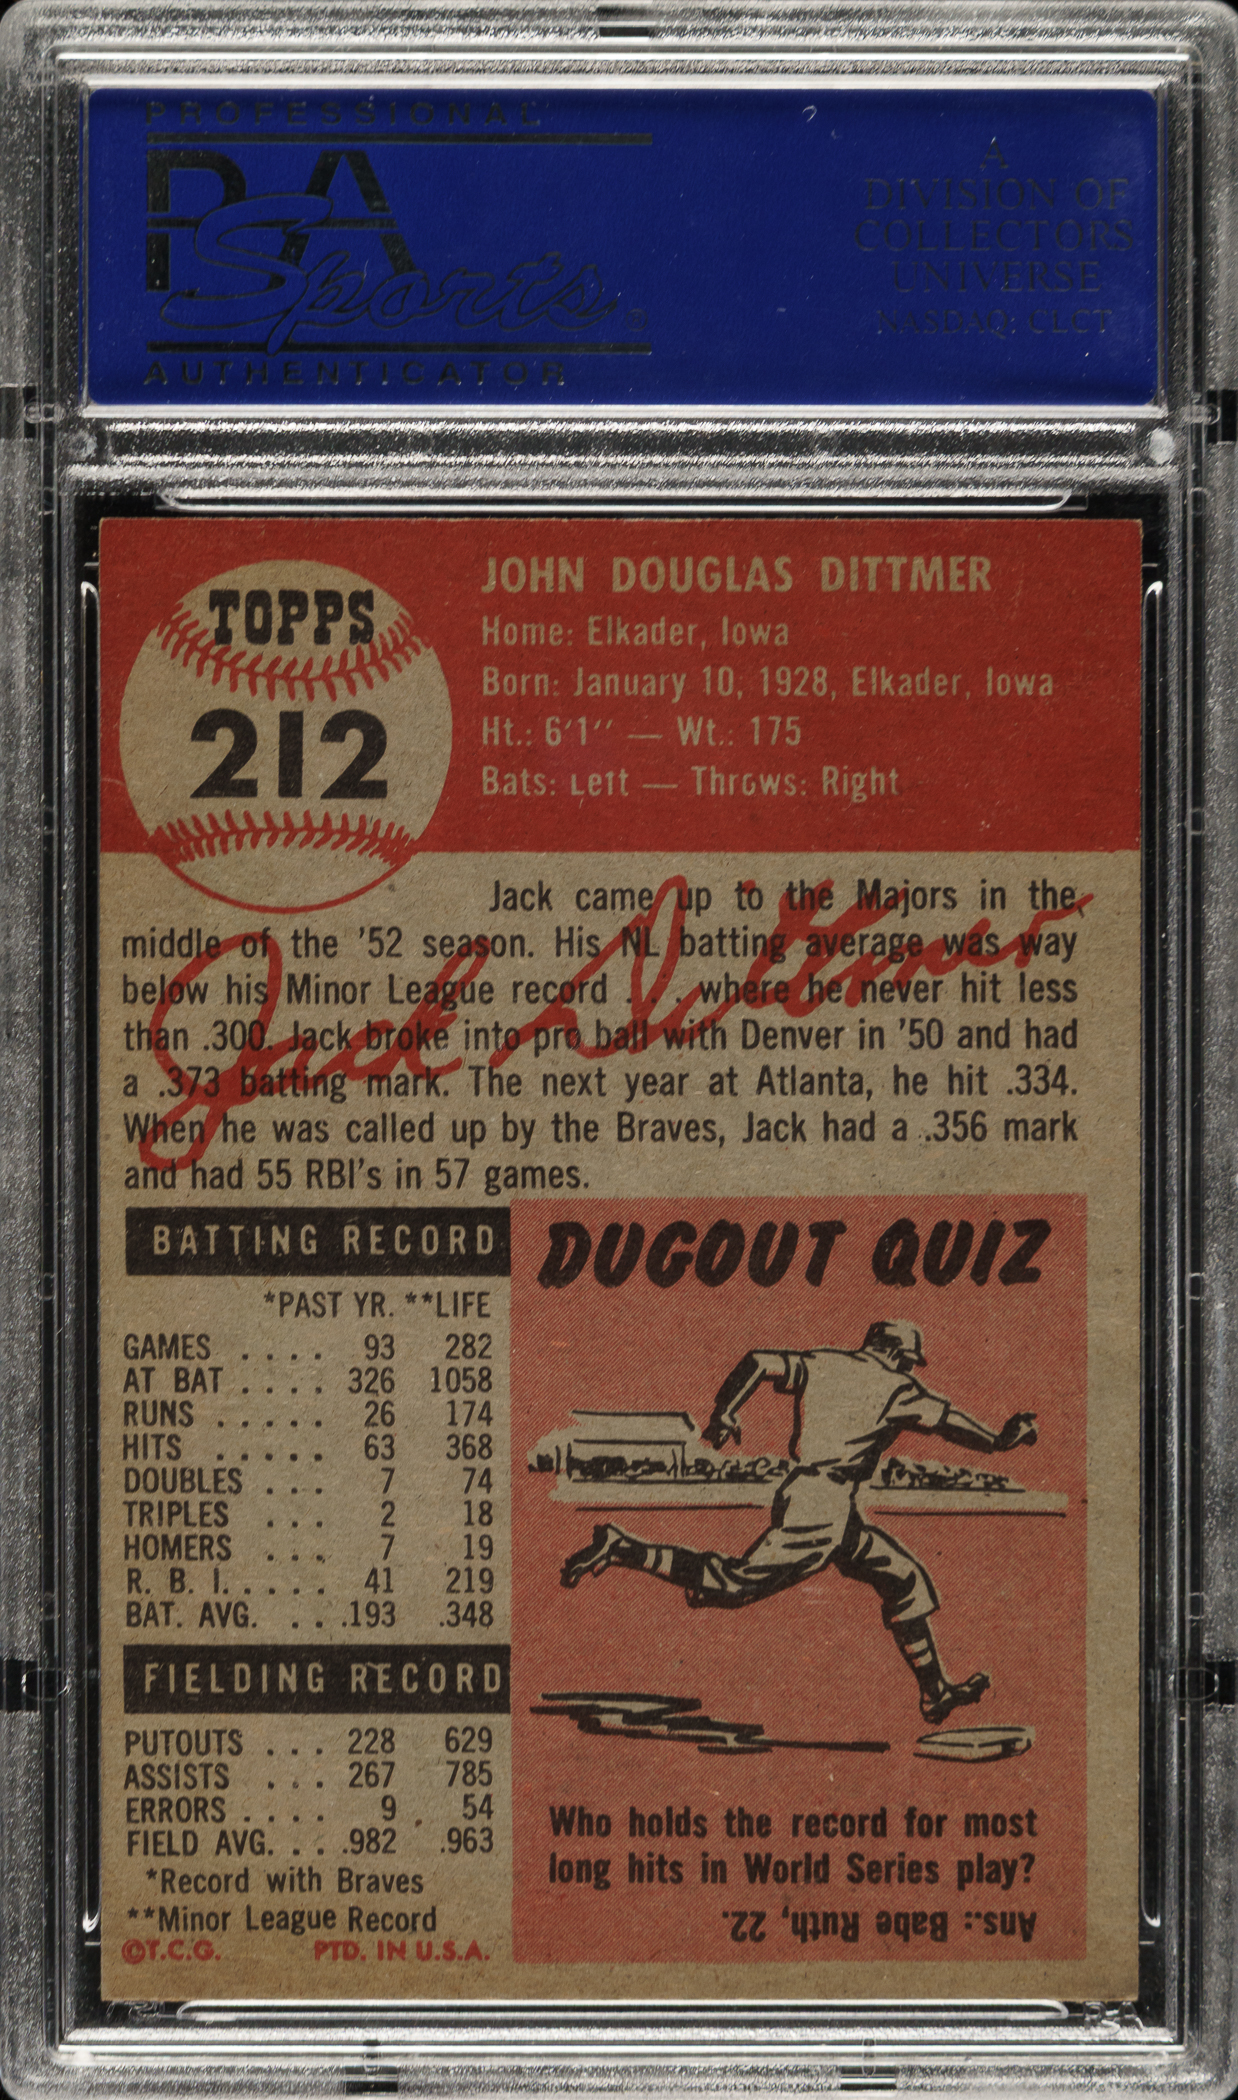 PROFESSIONAL
PSA
Sports®
AUTHENTICATOR
A
DIVISION OF
COLLECTORS
UNIVERSE
NASDAQ: CLCT
TOPPS
212
JOHN DOUGLAS DITTMER
Home: Elkader, Iowa
Born: January 10, 1928, Elkader, Iowa
Ht.: 6'1'' — Wt.: 175
Bats: Left — Throws: Right
Jack came up to the Majors in the
middle of the '52 season. His NL batting average was way
below his Minor League record . . . where he never hit less
than .300. Jack broke into pro ball with Denver in '50 and had
a .373 batting mark. The next year at Atlanta, he hit .334.
When he was called up by the Braves, Jack had a .356 mark
and had 55 RBI's in 57 games.
Jack Dittmer
BATTING RECORD
*PAST YR. **LIFE
GAMES . . . . 93 282
AT BAT . . . . 326 1058
RUNS . . . . . 26 174
HITS . . . . . 63 368
DOUBLES . . . 7 74
TRIPLES . . . 2 18
HOMERS . . . 7 19
R. B. I. . . . . . 41 219
BAT. AVG. . . .193 .348
FIELDING RECORD
PUTOUTS . . . 228 629
ASSISTS . . . 267 785
ERRORS . . . . 9 54
FIELD AVG. . . .982 .963
*Record with Braves
**Minor League Record
©T.C.G. PTD. IN U.S.A.
DUGOUT QUIZ
Who holds the record for most
long hits in World Series play?
Ans.: Babe Ruth, 22.
PSA